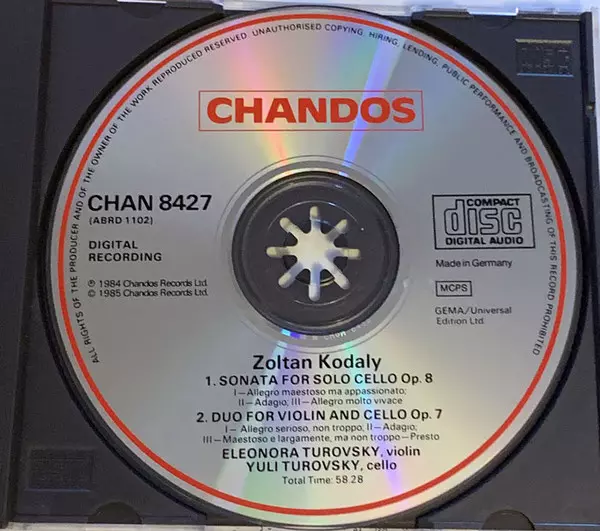 ALL RIGHTS OF THE PRODUCER AND OF THE OWNER OF THE WORK REPRODUCED RESERVED. UNAUTHORISED COPYING, HIRING, LENDING, PUBLIC PERFORMANCE AND BROADCASTING OF THIS RECORD PROHIBITED
CHANDOS
CHAN 8427
(ABRD 1102)
DIGITAL
RECORDING
℗ 1984 Chandos Records Ltd.
© 1985 Chandos Records Ltd.
COMPACT
disc
DIGITAL AUDIO
Made in Germany
MCPS
GEMA/Universal
Edition Ltd.
Zoltan Kodaly
1. SONATA FOR SOLO CELLO Op. 8
I—Allegro maestoso ma appassionato;
II—Adagio; III—Allegro molto vivace
2. DUO FOR VIOLIN AND CELLO Op. 7
I— Allegro serioso, non troppo; II—Adagio;
III—Maestoso e largamente, ma non troppo—Presto
ELEONORA TUROVSKY, violin
YULI TUROVSKY, cello
Total Time: 58.28